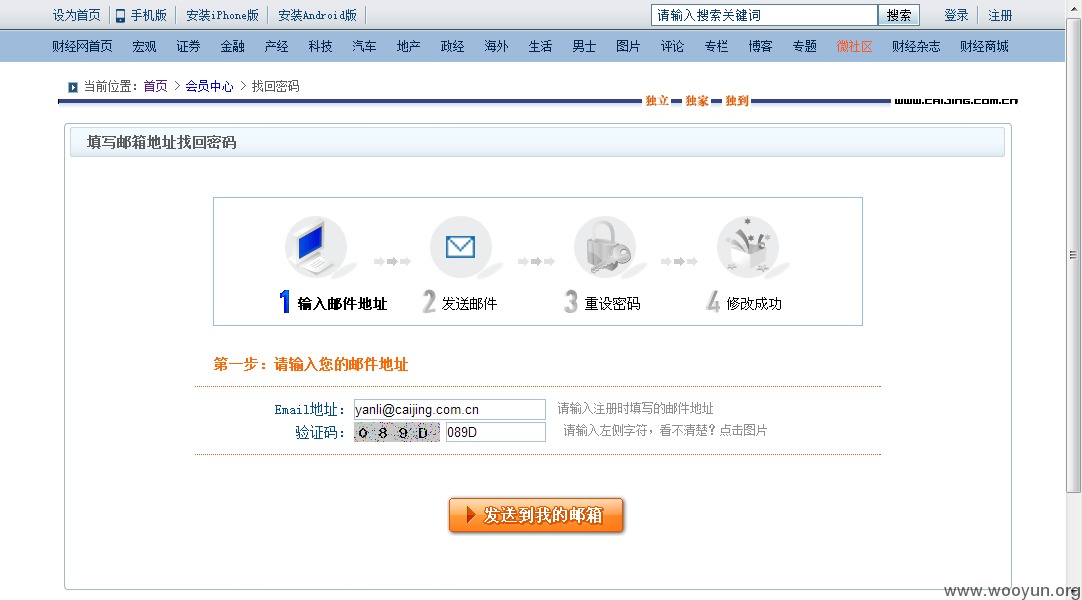 设为首页 手机版 安装iPhone版 安装Android版 请输入搜索关键词 搜索 登录 注册
财经网首页 宏观 证券 金融 产经 科技 汽车 地产 政经 海外 生活 男士 图片 评论 专栏 博客 专题 微社区 财经杂志 财经商城
当前位置：首页 > 会员中心 > 找回密码
独立 独家 独到 www.caijing.com.cn
填写邮箱地址找回密码
1 输入邮件地址 2 发送邮件 3 重设密码 4 修改成功
第一步：请输入您的邮件地址
Email地址： yanli@caijing.com.cn 请输入注册时填写的邮件地址
验证码： 089D 089D 请输入左侧字符，看不清楚？点击图片
发送到我的邮箱
www.wooyun.org